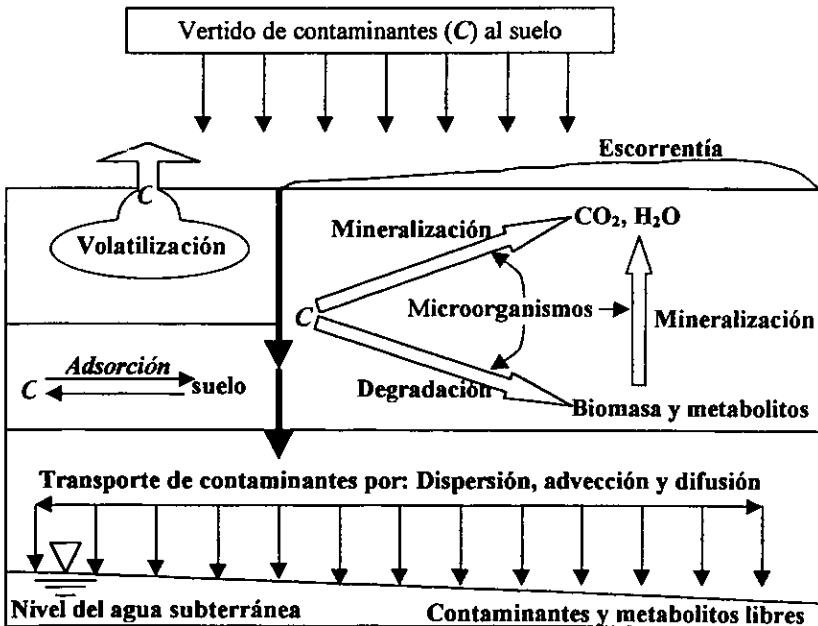 Vertido de contaminantes (C) al suelo
Escorrentía
C
Volatilización
Mineralización
CO₂, H₂O
C
Microorganismos
Mineralización
Degradación
Biomasa y metabolitos
Adsorción
C
suelo
Transporte de contaminantes por: Dispersión, advección y difusión
Nivel del agua subterránea
Contaminantes y metabolitos libres